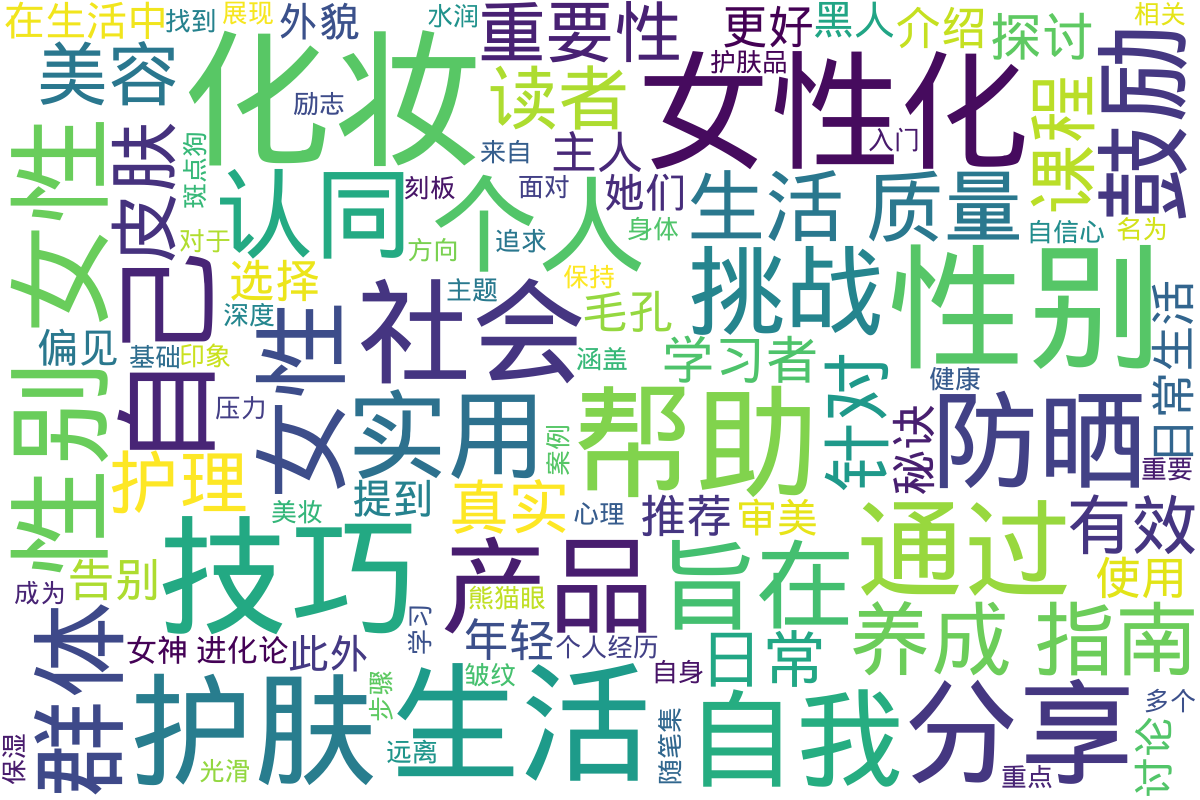 在生活中
找到
展现
外貌
水润
重要性
更好
黑人
介绍
探讨
相关
鼓励
美容
化妆
励志
读者
护肤品
女性化
入门
课程
女性
皮肤
斑点狗
认同
个人
刻板
来自
面对
主人
她们
生活
质量
自信心
名为
对于
方向
追求
身体
自己
选择
深度
社会
主题
保持
毛孔
挑战
性别
日常生活
偏见
基础
印象
女性
涵盖
学习者
针对
健康
性别
压力
实用
帮助
案例
秘诀
防晒
重要
护理
提到
真实
心理
推荐
审美
通过
有效
美妆
技巧
产品
旨在
告别
成为
熊猫眼
使用
养成
指南
群体
女神
进化论
此外
学习
年轻
个人经历
日常
自身
护肤
步骤
皱纹
生活
自我
分享
多个
保湿
光滑
远离
随笔集
重点
讨论